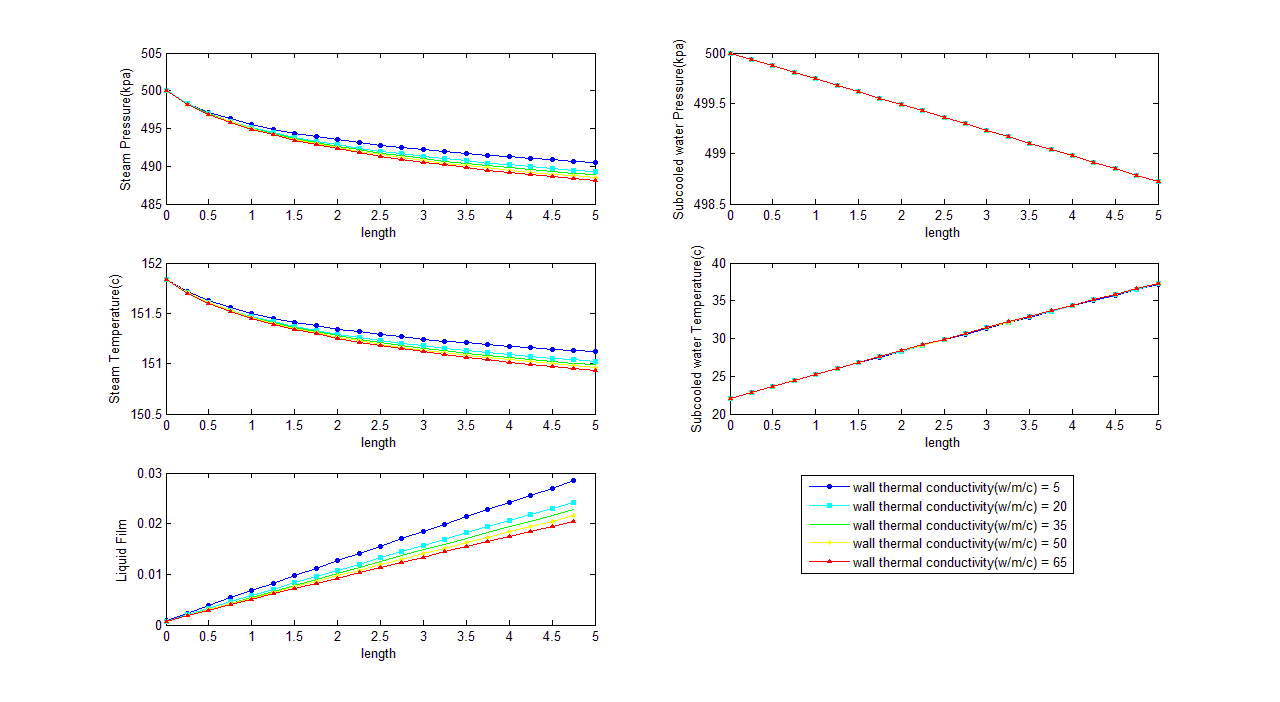 Steam Pressure(kpa)
505
500
495
490
485
0 0.5 1 1.5 2 2.5 3 3.5 4 4.5 5
length
Subcooled water Pressure(kpa)
500
499.5
499
498.5
0 0.5 1 1.5 2 2.5 3 3.5 4 4.5 5
length
Steam Temperature(c)
152
151.5
151
150.5
0 0.5 1 1.5 2 2.5 3 3.5 4 4.5 5
length
Subcooled water Temperature(c)
40
35
30
25
20
0 0.5 1 1.5 2 2.5 3 3.5 4 4.5 5
length
Liquid Film
0.03
0.02
0.01
0
0 0.5 1 1.5 2 2.5 3 3.5 4 4.5 5
length
wall thermal conductivity(w/m/c) = 5
wall thermal conductivity(w/m/c) = 20
wall thermal conductivity(w/m/c) = 35
wall thermal conductivity(w/m/c) = 50
wall thermal conductivity(w/m/c) = 65